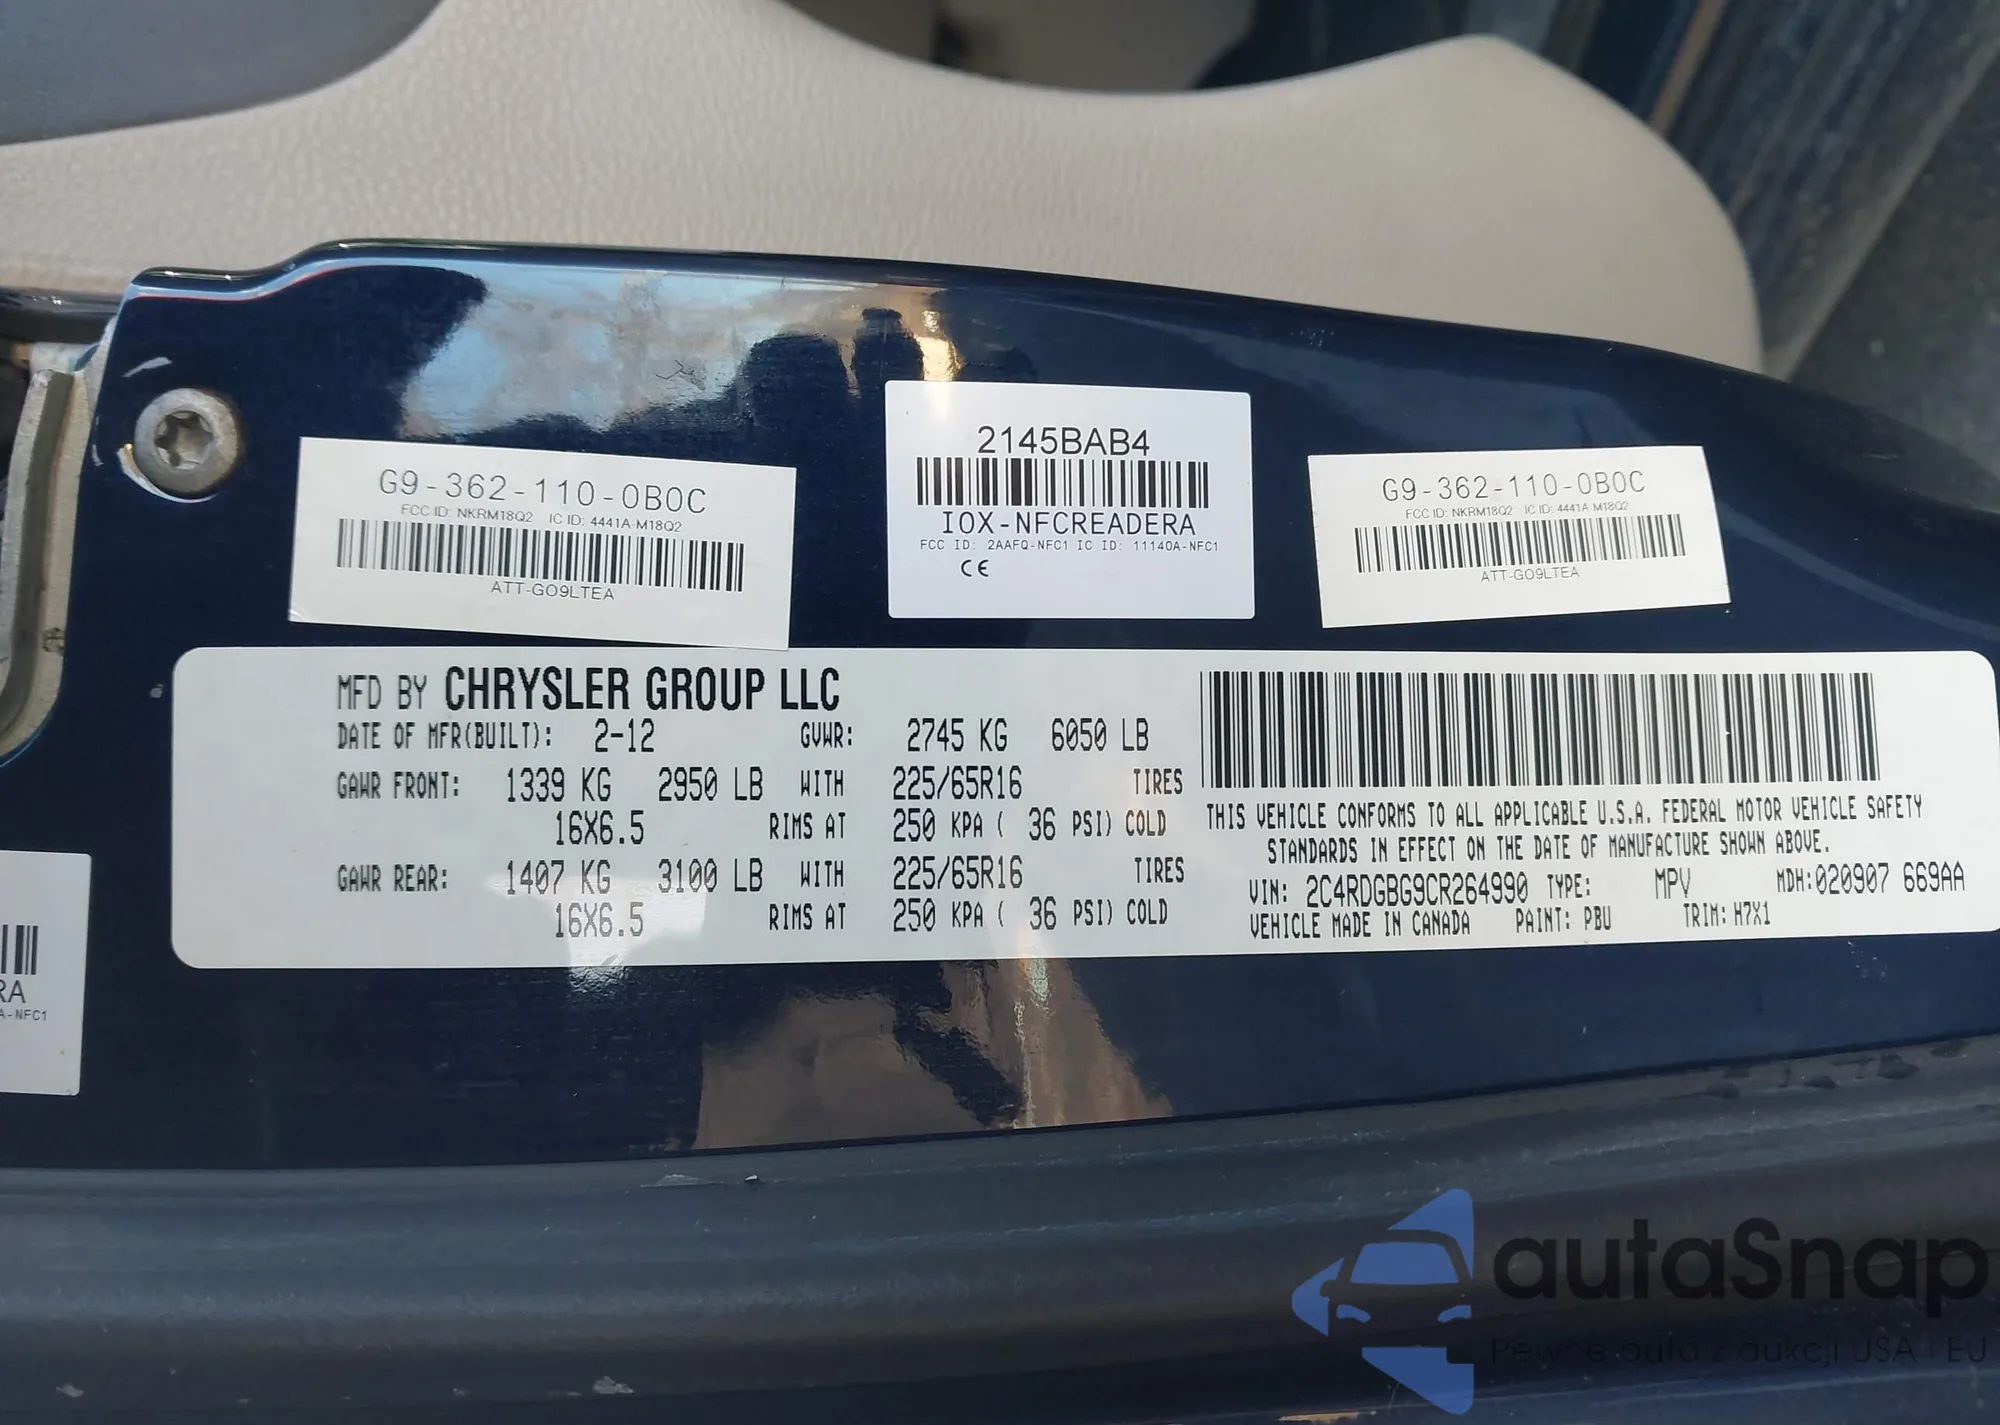 G9-362-110-0B0C
FCC ID: NKRM18Q2 IC ID: 4441A-M18Q2
ATT-GO9LTEA
2145BAB4
IOX-NFCREADERA
FCC ID: 2AAFQ-NFC1 IC ID: 11140A-NFC1
CE
G9-362-110-0B0C
FCC ID: NKRM18Q2 IC ID: 4441A-M18Q2
ATT-GO9LTEA
MFD BY CHRYSLER GROUP LLC
DATE OF MFR(BUILT): 2-12 GVWR: 2745 KG 6050 LB
GAWR FRONT: 1339 KG 2950 LB WITH 225/65R16 TIRES
16X6.5 RIMS AT 250 KPA ( 36 PSI) COLD
GAWR REAR: 1407 KG 3100 LB WITH 225/65R16 TIRES
16X6.5 RIMS AT 250 KPA ( 36 PSI) COLD
THIS VEHICLE CONFORMS TO ALL APPLICABLE U.S.A. FEDERAL MOTOR VEHICLE SAFETY
STANDARDS IN EFFECT ON THE DATE OF MANUFACTURE SHOWN ABOVE.
VIN: 2C4RDGBG9CR264990 TYPE: MPV MDH:020907 669AA
VEHICLE MADE IN CANADA PAINT: PBU TRIM: H7X1
RA
A-NFC1
autaSnap
Pewne auta z aukcji USA i EU